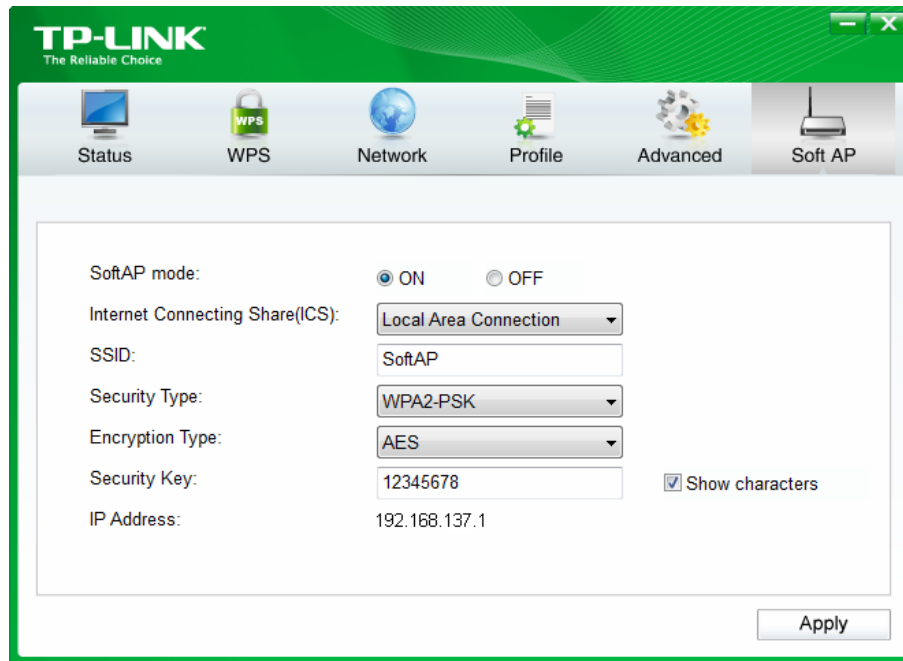 TP-LINK
The Reliable Choice
Status WPS Network Profile Advanced Soft AP
WPS
SoftAP mode: ON OFF
Internet Connecting Share(ICS): Local Area Connection
SSID: SoftAP
Security Type: WPA2-PSK
Encryption Type: AES
Security Key: 12345678 Show characters
IP Address: 192.168.137.1
Apply